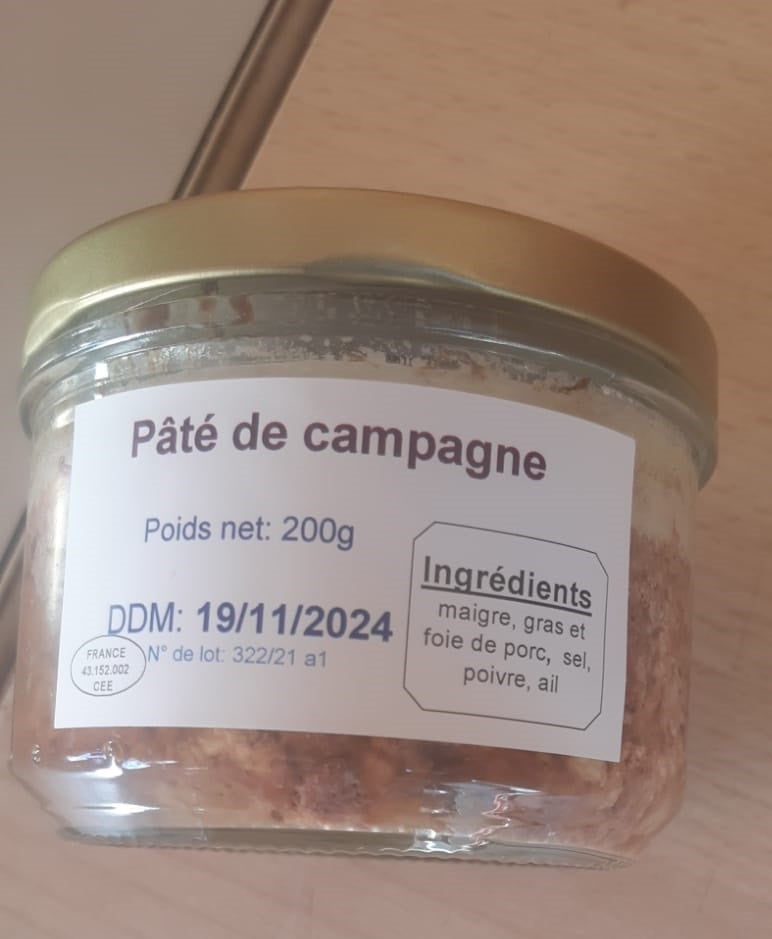 Pâté de campagne
Poids net: 200g
DDM: 19/11/2024
N° de lot: 322/21 a1
FRANCE
43.152.002
CEE
Ingrédients
maigre, gras et
foie de porc, sel,
poivre, ail